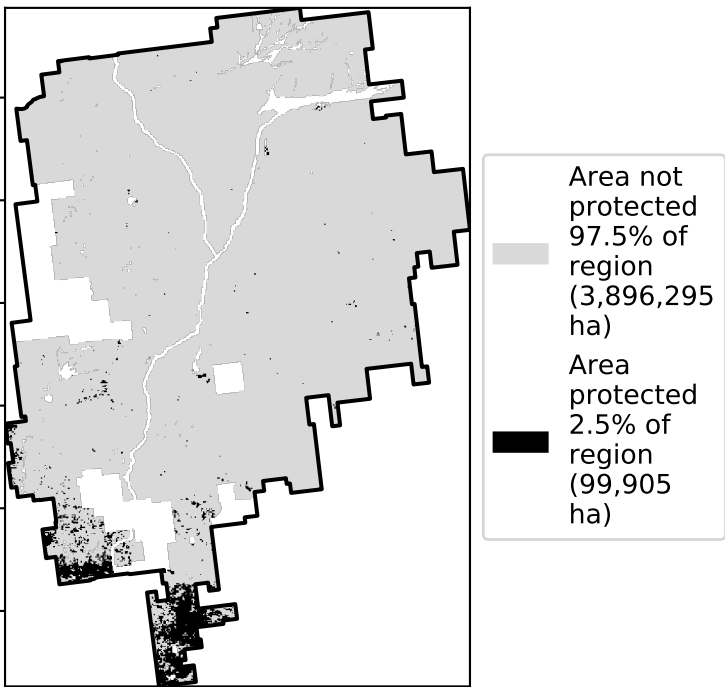 Area not
protected
97.5% of
region
(3,896,295
ha)
Area
protected
2.5% of
region
(99,905
ha)